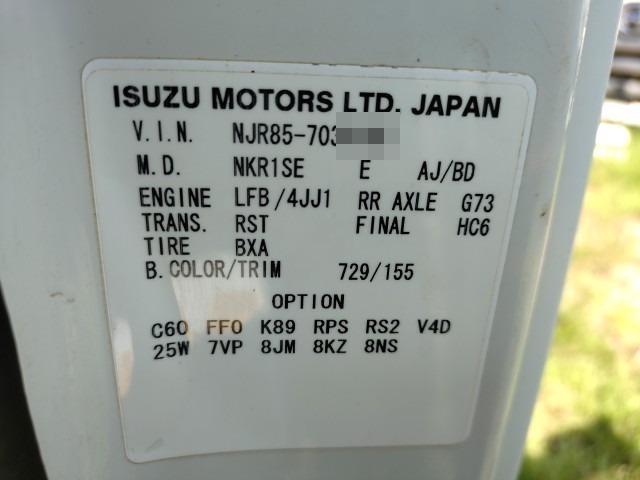 ISUZU MOTORS LTD. JAPAN
V.I.N. NJR85-703
M.D. NKR1SE E AJ/BD
ENGINE LFB/4JJ1 RR AXLE G73
TRANS. RST FINAL HC6
TIRE BXA
B.COLOR/TRIM 729/155
OPTION
C60 FF0 K89 RPS RS2 V4D
25W 7VP 8JM 8KZ 8NS